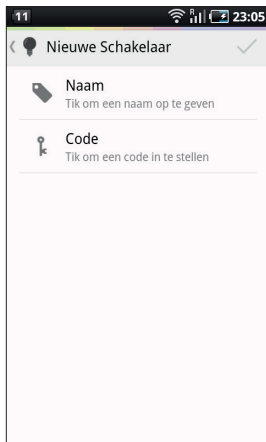 11 R 23:05
Nieuwe Schakelaar
Naam
Tik om een naam op te geven
Code
Tik om een code in te stellen